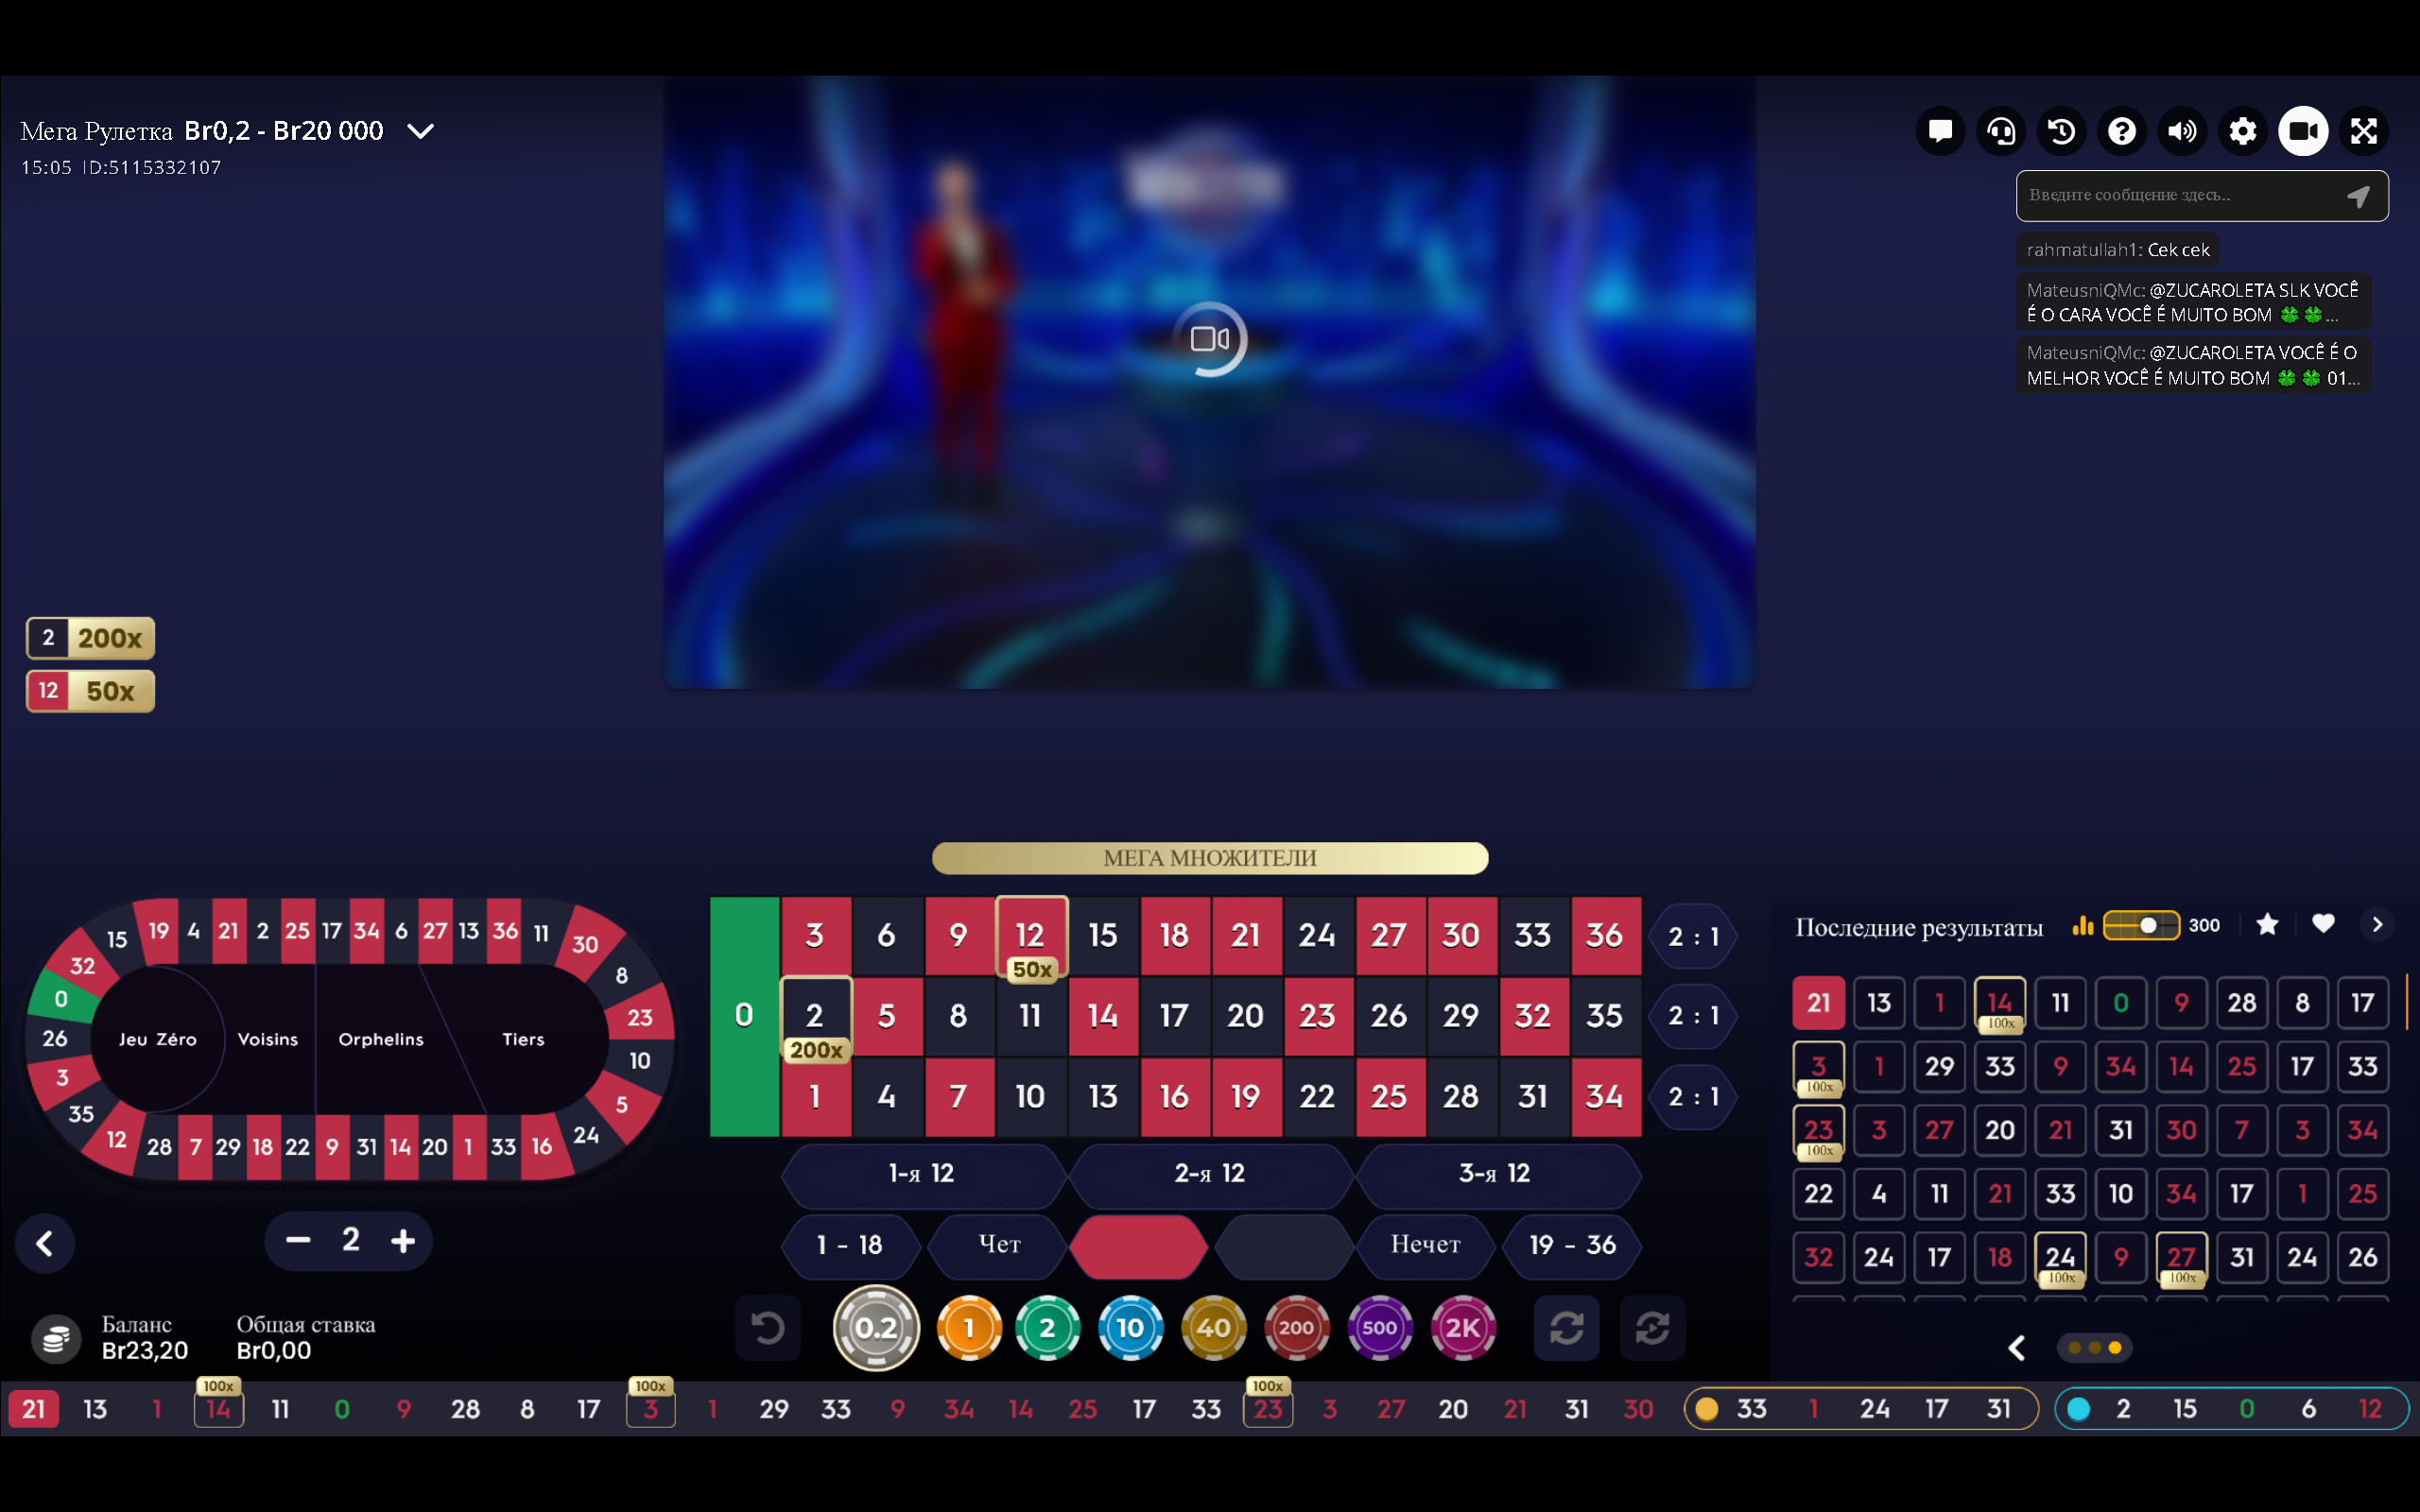 Мега Рулетка Br0,2 - Br20 000
15:05 ID:5115332107
Введите сообщение здесь..
rahmatullah1: Cek cek
MateusniQMc: @ZUCAROLETA SLK VOCÊ
É O CARA VOCÊ É MUITO BOM 🍀 🍀...
MateusniQMc: @ZUCAROLETA VOCÊ É O
MELHOR VOCÊ É MUITO BOM 🍀 🍀 01...
2 200x
12 50x
МЕГА МНОЖИТЕЛИ
15 19 4 21 2 25 17 34 6 27 13 36 11 30
32 8
0 23
26 10
3 5
35 24
12 28 7 29 18 22 9 31 14 20 1 33 16
Jeu Zéro Voisins Orphelins Tiers
2
0
3 6 9 12 15 18 21 24 27 30 33 36 2 : 1
50x
2 5 8 11 14 17 20 23 26 29 32 35 2 : 1
200x
1 4 7 10 13 16 19 22 25 28 31 34 2 : 1
1-я 12 2-я 12 3-я 12
1 - 18 Чет Нечет 19 - 36
0.2 1 2 10 40 200 500 2K
Последние результаты 300
21 13 1 14 11 0 9 28 8 17
100x
3 1 29 33 9 34 14 25 17 33
100x
23 3 27 20 21 31 30 7 3 34
100x
22 4 11 21 33 10 34 17 1 25
32 24 17 18 24 9 27 31 24 26
100x 100x
Баланс Общая ставка
Br23,20 Br0,00
100x 100x 100x
21 13 1 14 11 0 9 28 8 17 3 1 29 33 9 34 14 25 17 33 23 3 27 20 21 31 30 33 1 24 17 31 2 15 0 6 12